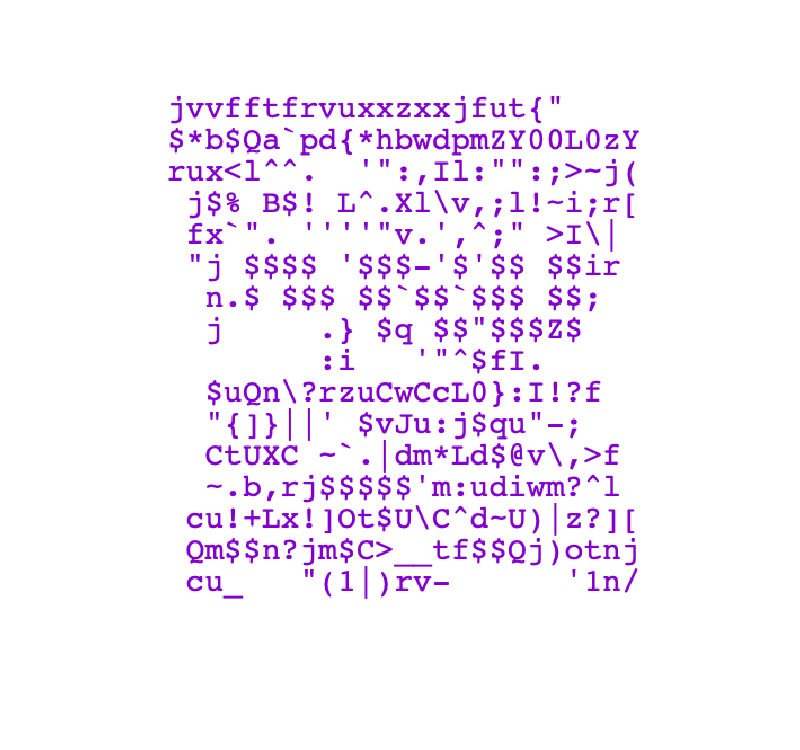 jvvfftfrvuxxzxxjfut{"
$*b$Qa`pd{*hbwdpmZY00L0zY
rux<l^^.  '":,Il:"":;>~j(
 j$% B$! L^.Xl\v,;l!~i;r[
 fx`". ''''"v.',^;" >I\|
 "j $$$$ '$$$-'$'$$ $$ir
  n.$ $$$ $$`$$`$$$ $$;
  j     .} $q $$"$$$Z$
        :i   '"^$fI.
  $uQn\?rzuCwCcL0}:I!?f
  "{]}||' $vJu:j$qu"-;
  CtUXC ~`.|dm*Ld$@v\,>f
  ~.b,rj$$$$$'m:udiwm?^l
 cu!+Lx!]Ot$U\C^d~U)|z?][
 Qm$$n?jm$C>__tf$$Qj)otnj
 cu_   "(1|)rv-      '1n/